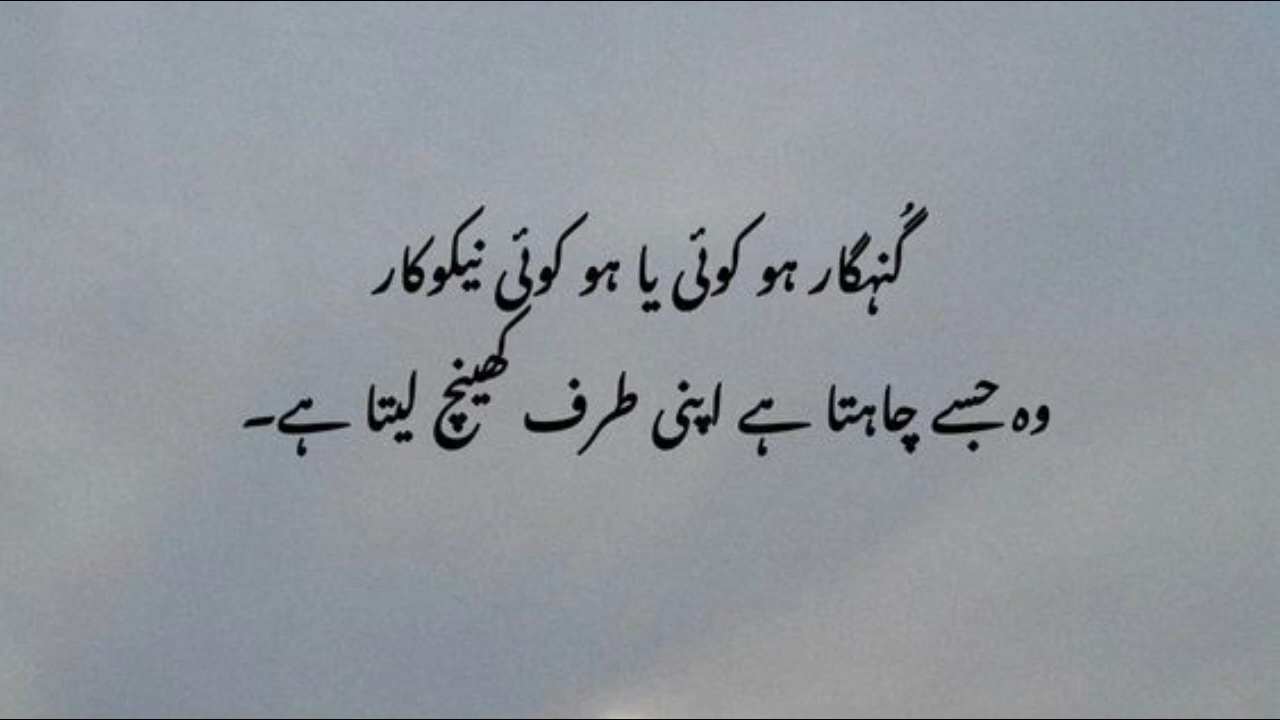 گُنہگار ہو کوئی یا ہو کوئی نیکوکار
وہ جسے چاہتا ہے اپنی طرف کھینچ لیتا ہے۔